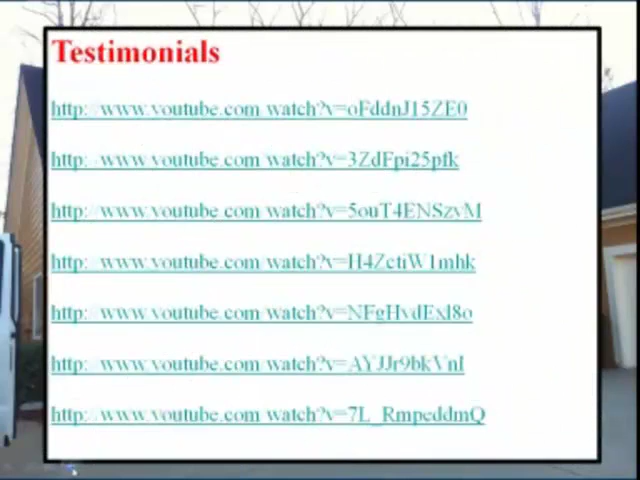 Testimonials
http://www.youtube.com/watch?v=oFddnJ15ZE0
http://www.youtube.com/watch?v=3ZdFpi25pfk
http://www.youtube.com/watch?v=5ouT4ENSzvM
http://www.youtube.com/watch?v=H4ZctiW1mhk
http://www.youtube.com/watch?v=NFgHvdExI8o
http://www.youtube.com/watch?v=AYJJr9bkVnI
http://www.youtube.com/watch?v=7L_RmpeddmQ